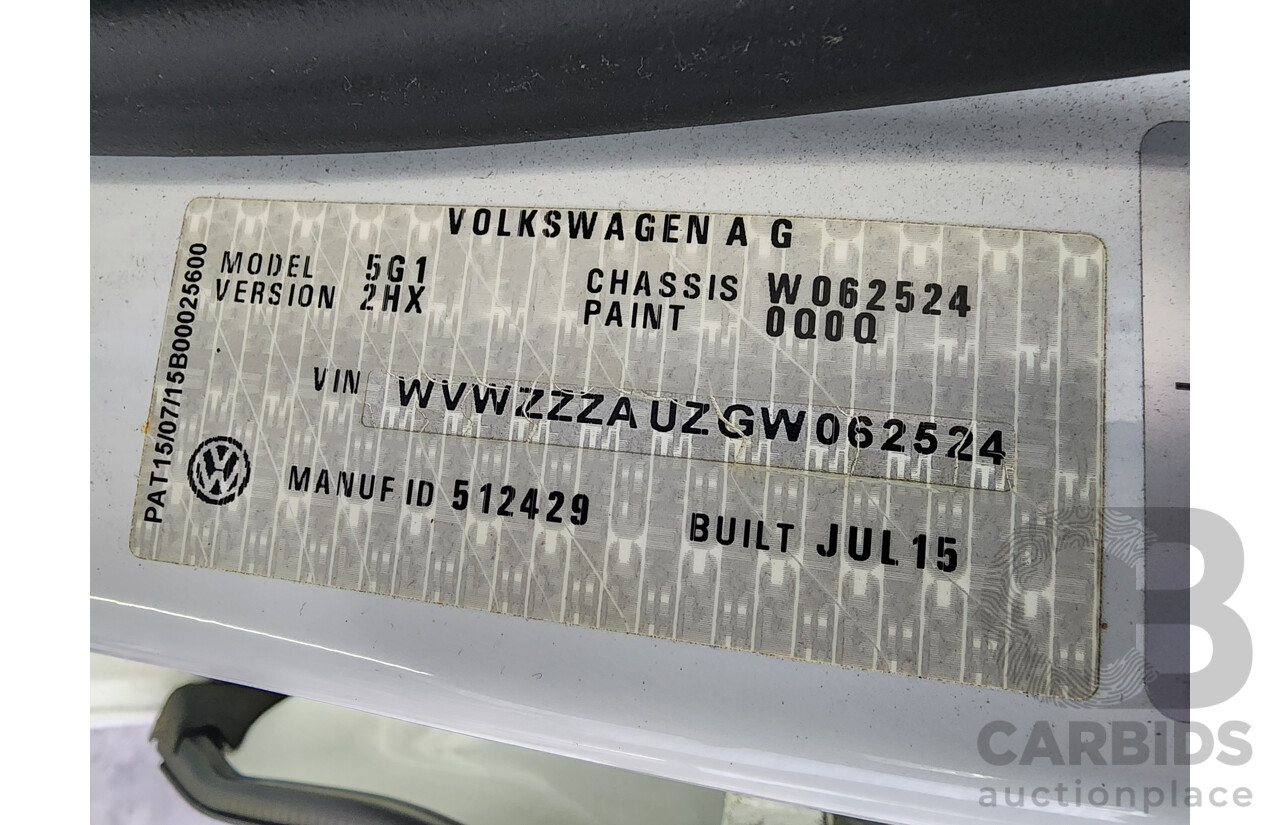 VOLKSWAGEN A G
MODEL 5G1 CHASSIS W062524
VERSION 2HX PAINT 0Q0Q
VIN WVWZZZAUZGW062524
MANUF ID 512429 BUILT JUL 15
PAT15/07/15B00025600
CARBIDS
auctionplace